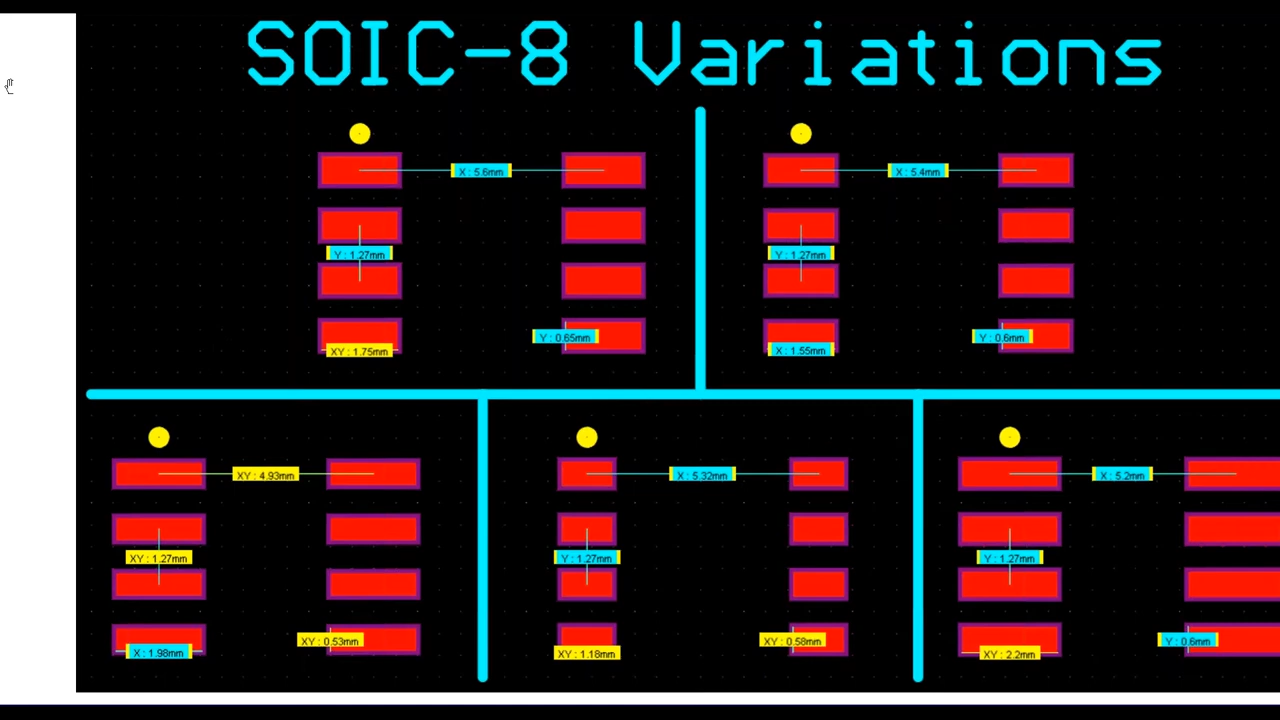 SOIC-8 Variations
X : 5.6mm
X : 5.4mm
Y : 1.27mm
Y : 1.27mm
Y : 0.65mm
Y : 0.6mm
XY : 1.75mm
X : 1.55mm
XY : 4.93mm
X : 5.32mm
X : 5.2mm
XY : 1.27mm
Y : 1.27mm
Y : 1.27mm
XY : 0.53mm
XY : 0.58mm
Y : 0.6mm
X : 1.98mm
XY : 1.18mm
XY : 2.2mm